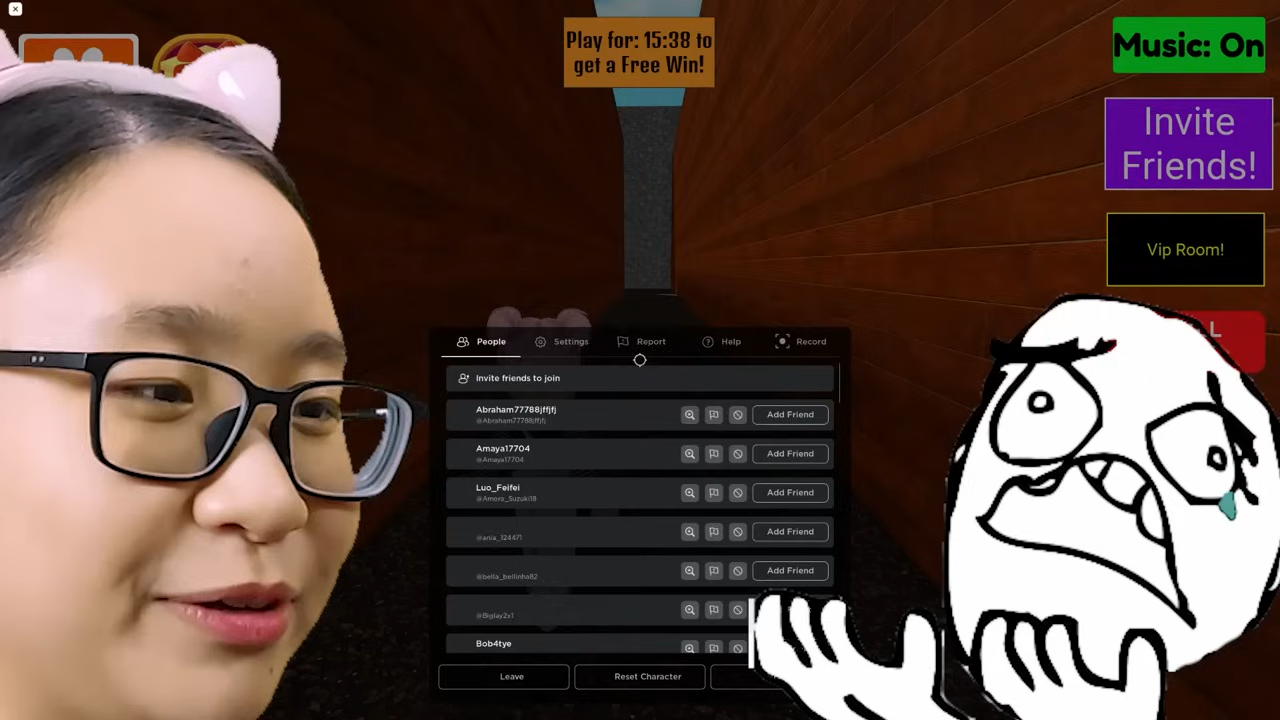 Play for: 15:38 to
get a Free Win!
Music: On
Invite
Friends!
Vip Room!
L
People
Settings
Report
Help
Record
Invite friends to join
Abraham77788jffjfj
@Abraham77788jffjfj
Add Friend
Amaya17704
@Amaya17704
Add Friend
Luo_Feifei
@Amora_Suzuki18
Add Friend
@ania_124471
Add Friend
@bella_bellinha82
Add Friend
@Biglay2x1
Bob4tye
Leave
Reset Character